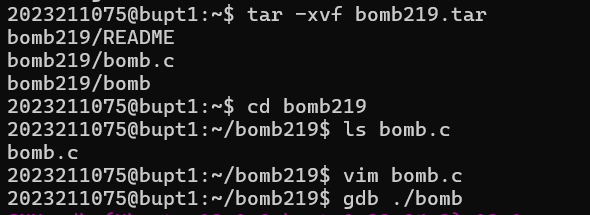 2023211075@bupt1:~$ tar -xvf bomb219.tar
bomb219/README
bomb219/bomb.c
bomb219/bomb
2023211075@bupt1:~$ cd bomb219
2023211075@bupt1:~/bomb219$ ls bomb.c
bomb.c
2023211075@bupt1:~/bomb219$ vim bomb.c
2023211075@bupt1:~/bomb219$ gdb ./bomb